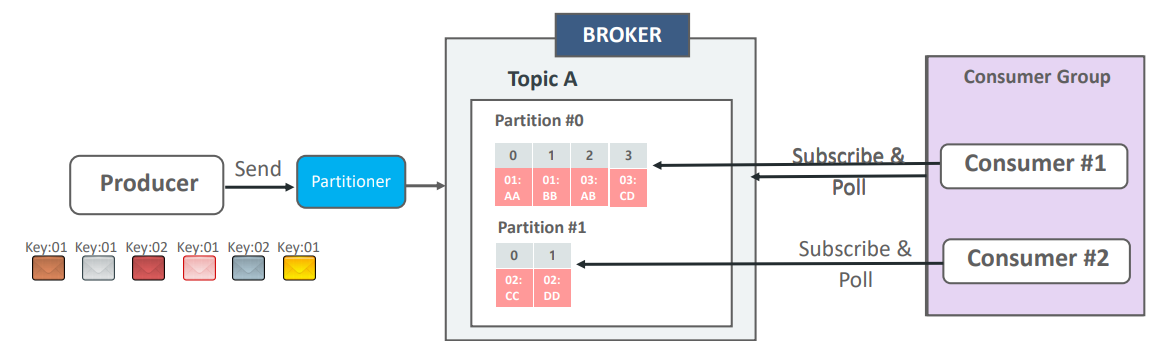 BROKER
Topic A
Consumer Group
Partition #0
0 1 2 3
01: 01: 03: 03:
AA BB AB CD
Subscribe &
Poll
Consumer #1
Producer
Send
Partitioner
Partition #1
0 1
02: 02:
CC DD
Subscribe &
Poll
Consumer #2
Key:01 Key:01 Key:02 Key:01 Key:02 Key:01